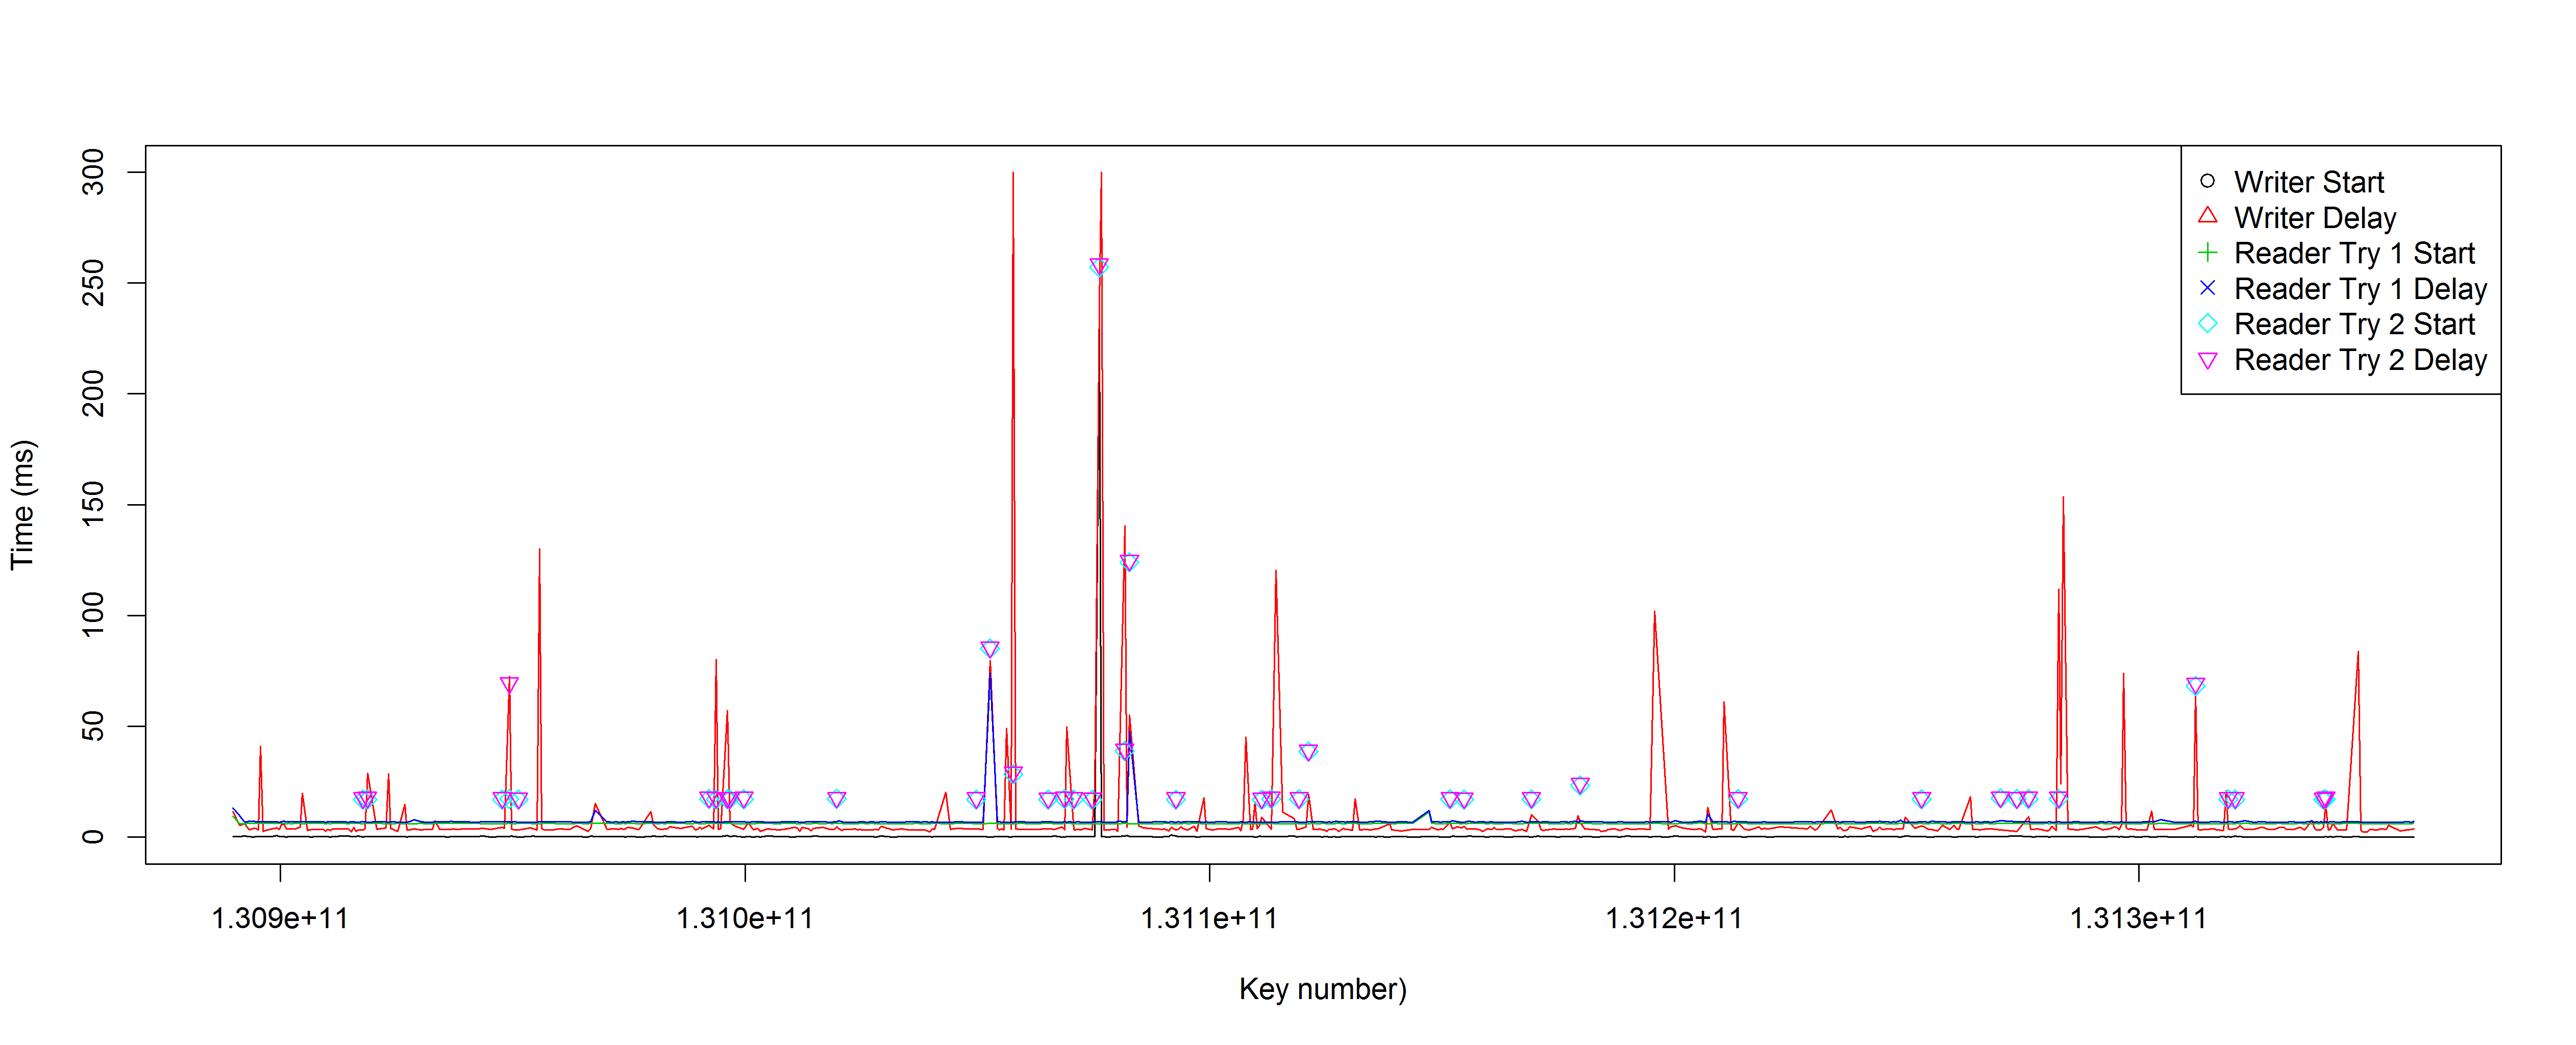 300
250
200
150
100
50
0
Time (ms)
Writer Start
Writer Delay
Reader Try 1 Start
Reader Try 1 Delay
Reader Try 2 Start
Reader Try 2 Delay
1.309e+11 1.310e+11 1.311e+11 1.312e+11 1.313e+11
Key number)